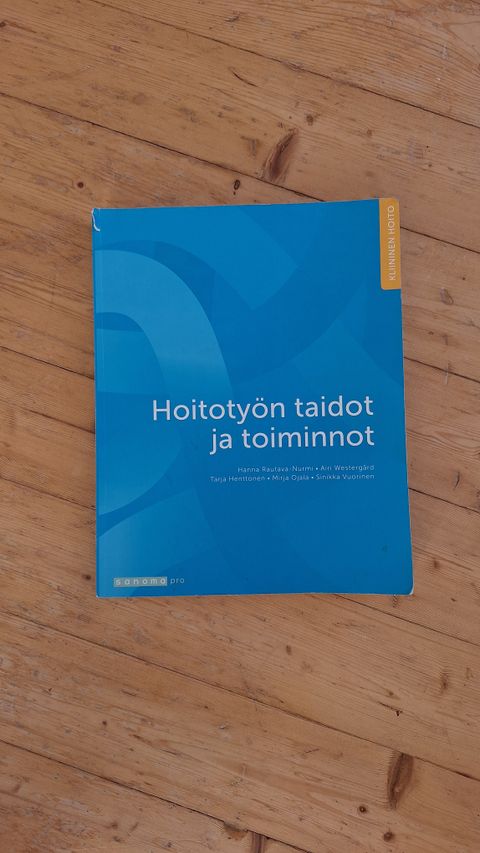 KLIININEN HOITO
Hoitotyön taidot
ja toiminnot
Hanna Rautava-Nurmi • Airi Westergård
Tarja Henttonen • Mirja Ojala • Sinikka Vuorinen
sanoma pro